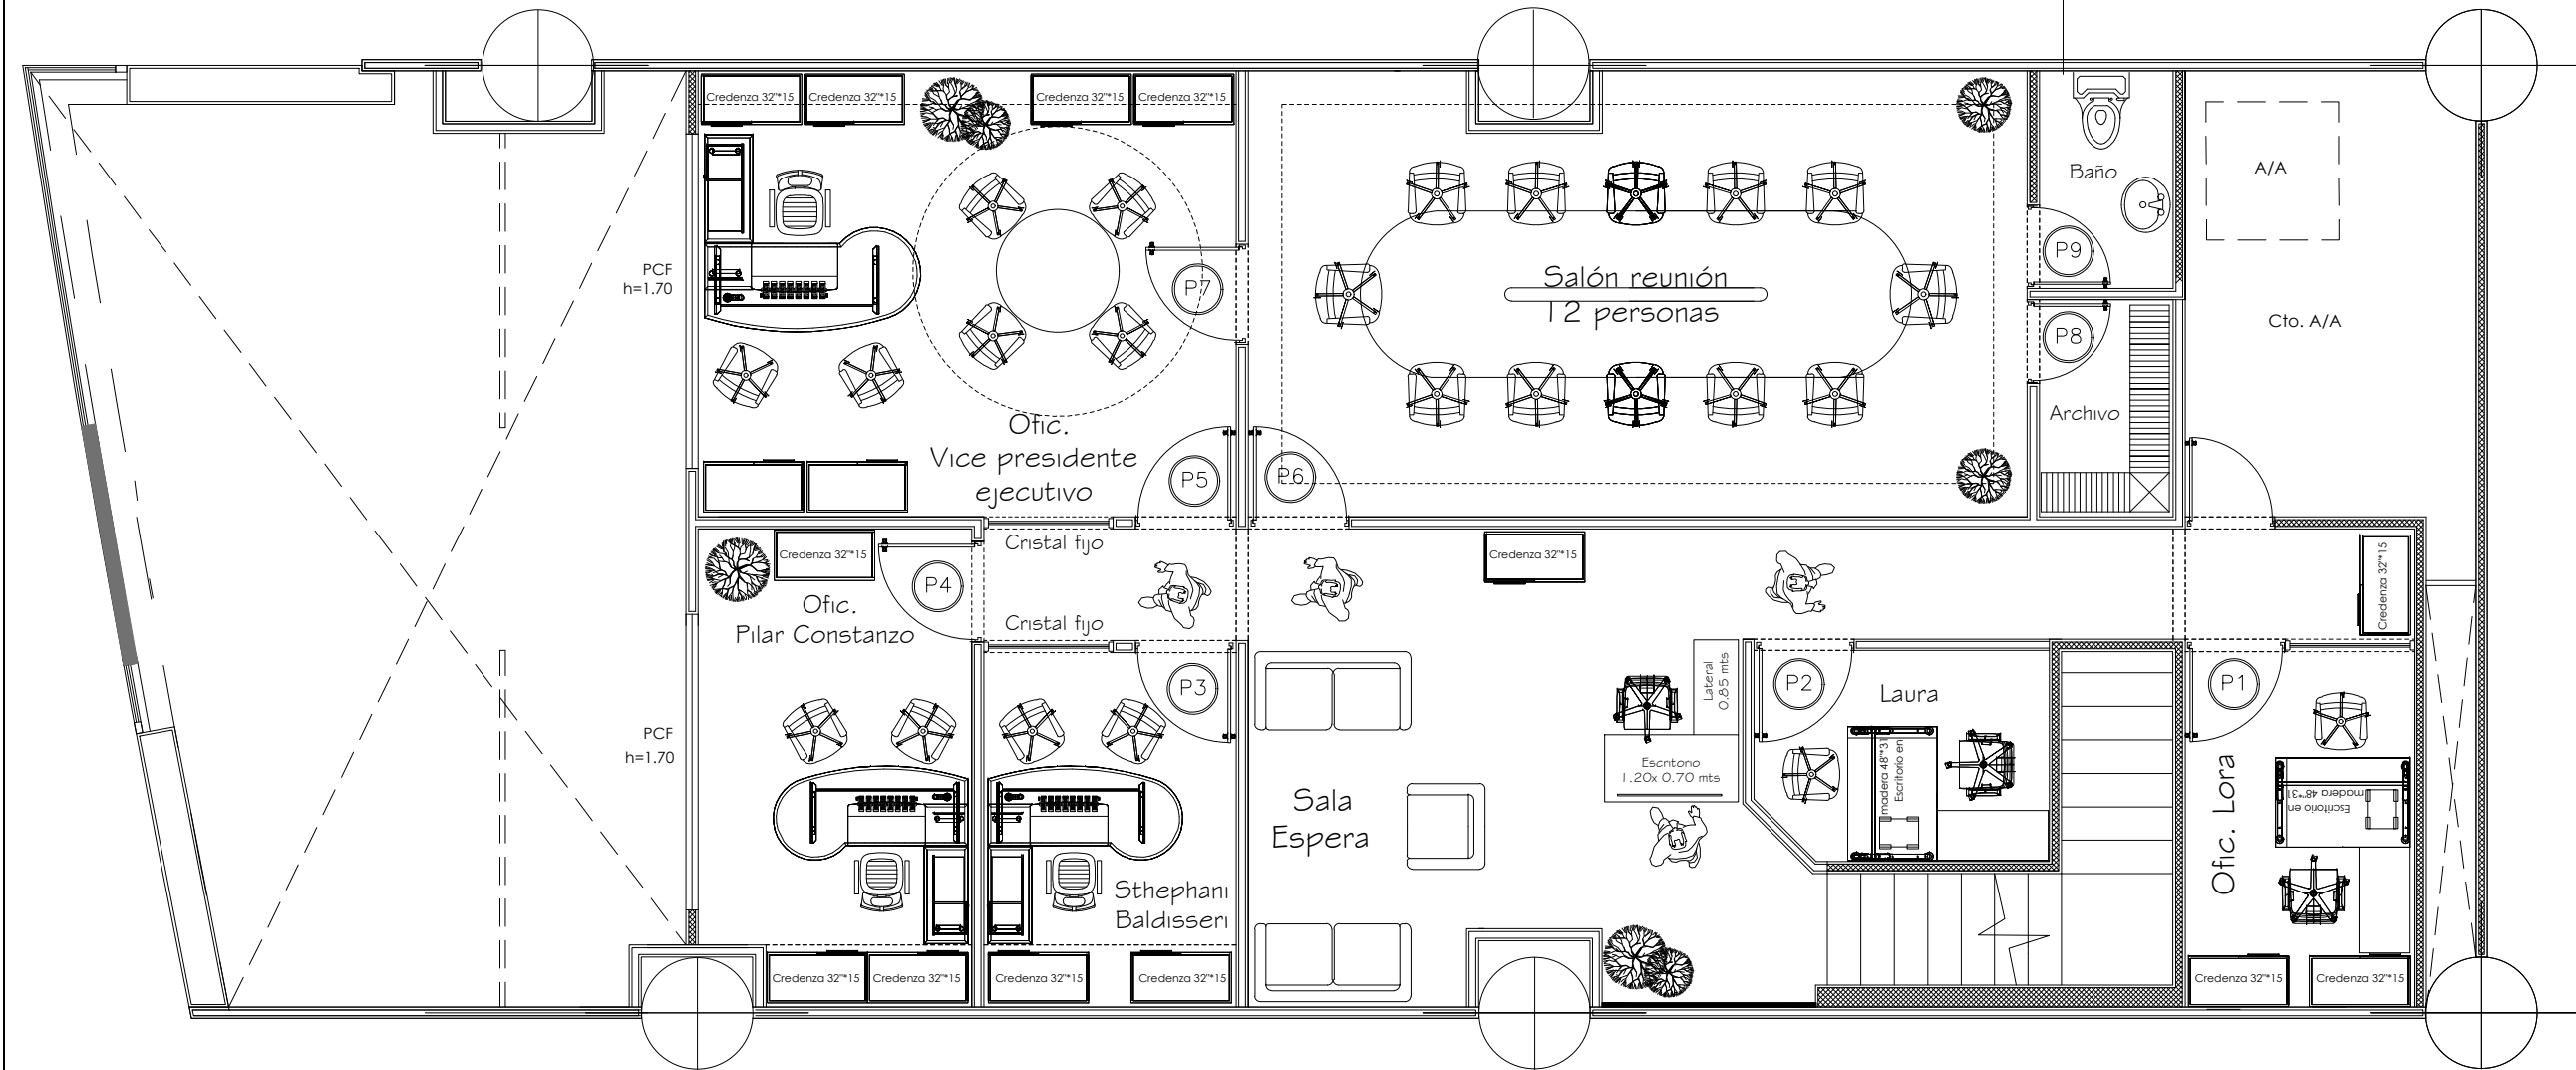 Credenza 32"*15
Credenza 32"*15
Credenza 32"*15
Credenza 32"*15
PCF
h=1.70
P7
Ofic.
Vice presidente
ejecutivo
P5
Salón reunión
12 personas
P6
Baño
P9
P8
Archivo
A/A
Cto. A/A
Credenza 32"*15
P4
Ofic.
Pilar Constanzo
Cristal fijo
Cristal fijo
Credenza 32"*15
Credenza 32"*15
PCF
h=1.70
P3
Sthephani
Baldisseri
Sala
Espera
Lateral
0.85 mts
Escritorio
1.20x 0.70 mts
P2
Laura
Escritorio en
madera 48"*31
P1
Ofic. Lora
Escritorio en
madera 48"*31
Credenza 32"*15
Credenza 32"*15
Credenza 32"*15
Credenza 32"*15
Credenza 32"*15
Credenza 32"*15